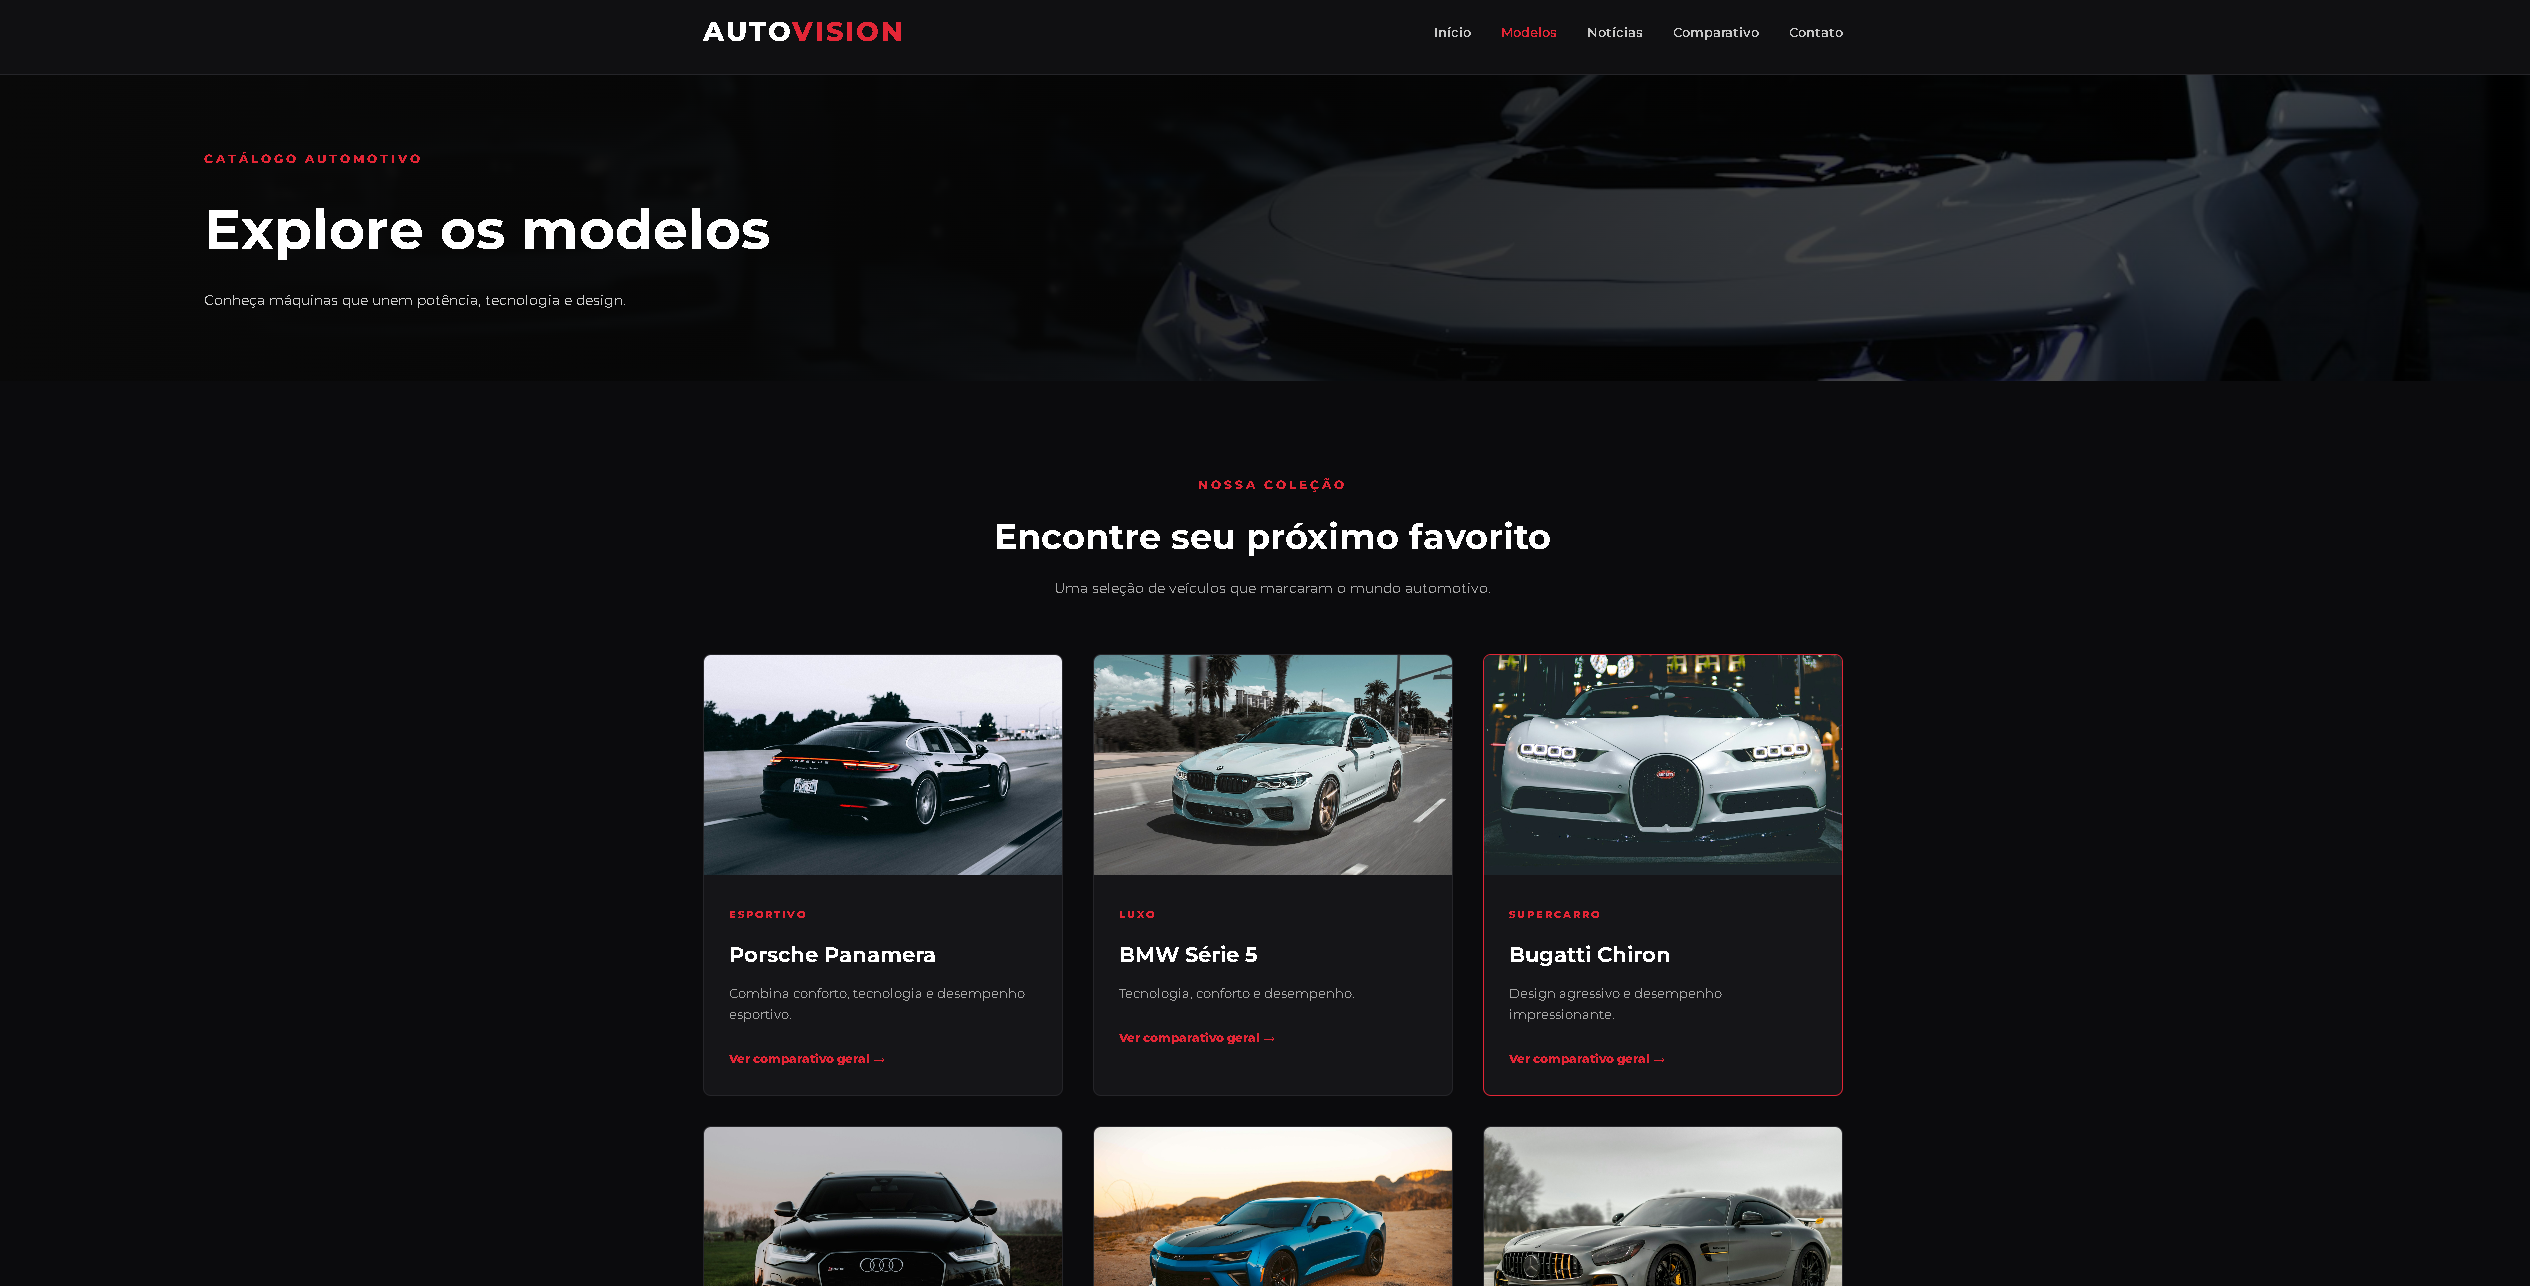 AUTOVISION
Início Modelos Notícias Comparativo Contato
CATÁLOGO AUTOMOTIVO
Explore os modelos
Conheça máquinas que unem potência, tecnologia e design.
NOSSA COLEÇÃO
Encontre seu próximo favorito
Uma seleção de veículos que marcaram o mundo automotivo.
ESPORTIVO
Porsche Panamera
Combina conforto, tecnologia e desempenho
esportivo.
Ver comparativo geral →
LUXO
BMW Série 5
Tecnologia, conforto e desempenho.
Ver comparativo geral →
SUPERCARRO
Bugatti Chiron
Design agressivo e desempenho
impressionante.
Ver comparativo geral →